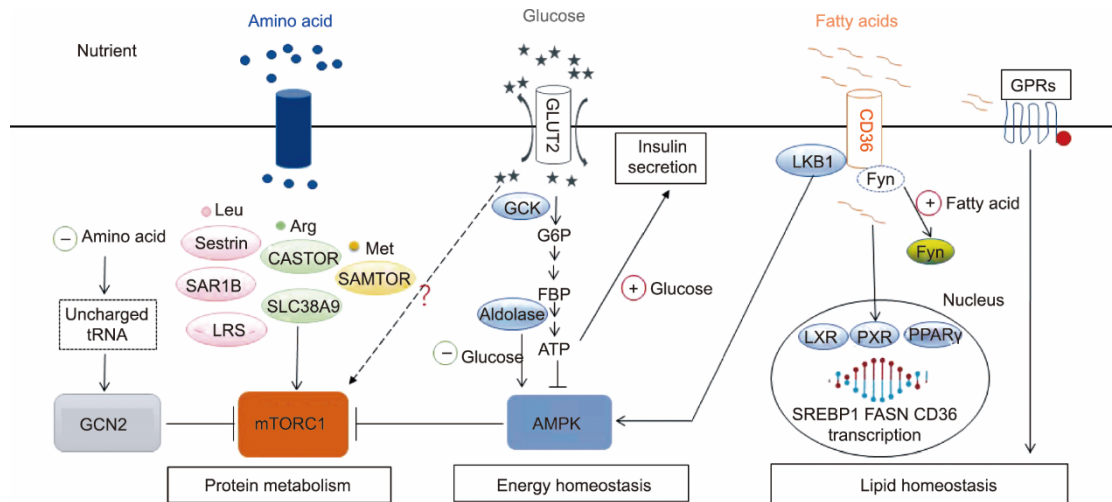 Amino acid
Glucose
Fatty acids
Nutrient
GPRs
GLUT2
CD36
Insulin
secretion
LKB1
Fyn
Leu
Sestrin
Arg
CASTOR
Met
SAMTOR
SAR1B
SLC38A9
LRS
− Amino acid
Uncharged
tRNA
GCK
G6P
FBP
Aldolase
ATP
?
− Glucose
+ Glucose
+ Fatty acid
Fyn
Nucleus
LXR
PXR
PPARγ
SREBP1 FASN CD36
transcription
GCN2
mTORC1
AMPK
Protein metabolism
Energy homeostasis
Lipid homeostasis